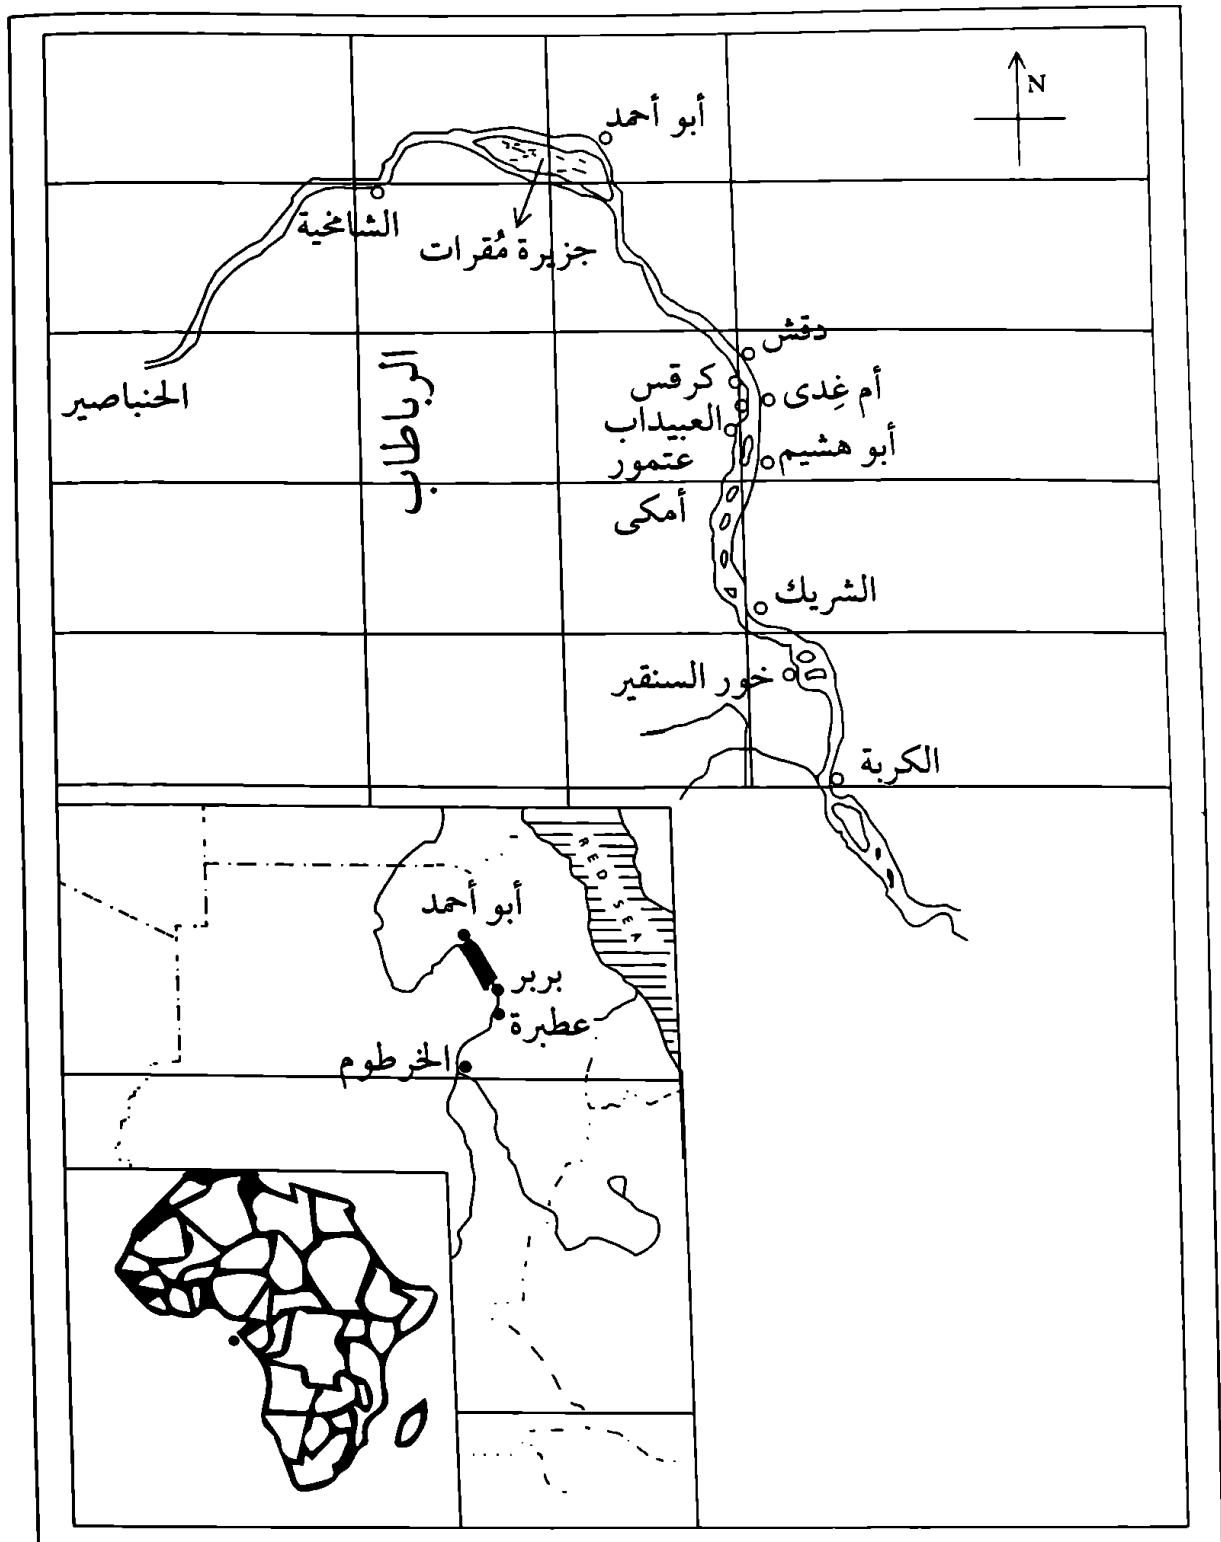 N
أبو أحمد
الشامخية
جزيرة مُقرات
دقش
الحنباصير
الرباطاب
كرقس
أم غِدى
العبيداب
أبو هشيم
عتمور
أمكى
الشريك
خور السنقير
الكربة
RED SEA
أبو أحمد
بربر
عطبرة
الخرطوم